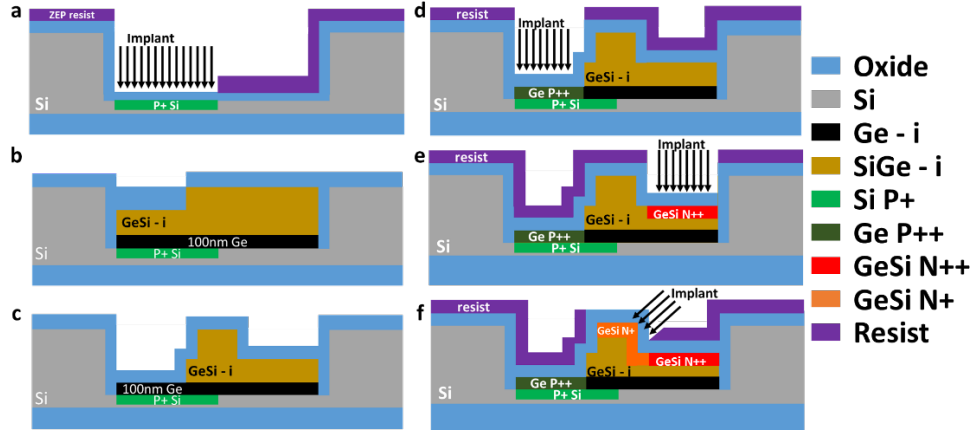 a
ZEP resist
Implant
Si
P+ Si
b
GeSi - i
100nm Ge
Si
P+ Si
c
GeSi - i
100nm Ge
Si
P+ Si
d
resist
Implant
GeSi - i
Ge P++
Si
P+ Si
e
resist
Implant
GeSi - i
GeSi N++
Ge P++
Si
P+ Si
f
resist
Implant
GeSi N+
GeSi - i
GeSi N++
Ge P++
Si
P+ Si
Oxide
Si
Ge - i
SiGe - i
Si P+
Ge P++
GeSi N++
GeSi N+
Resist